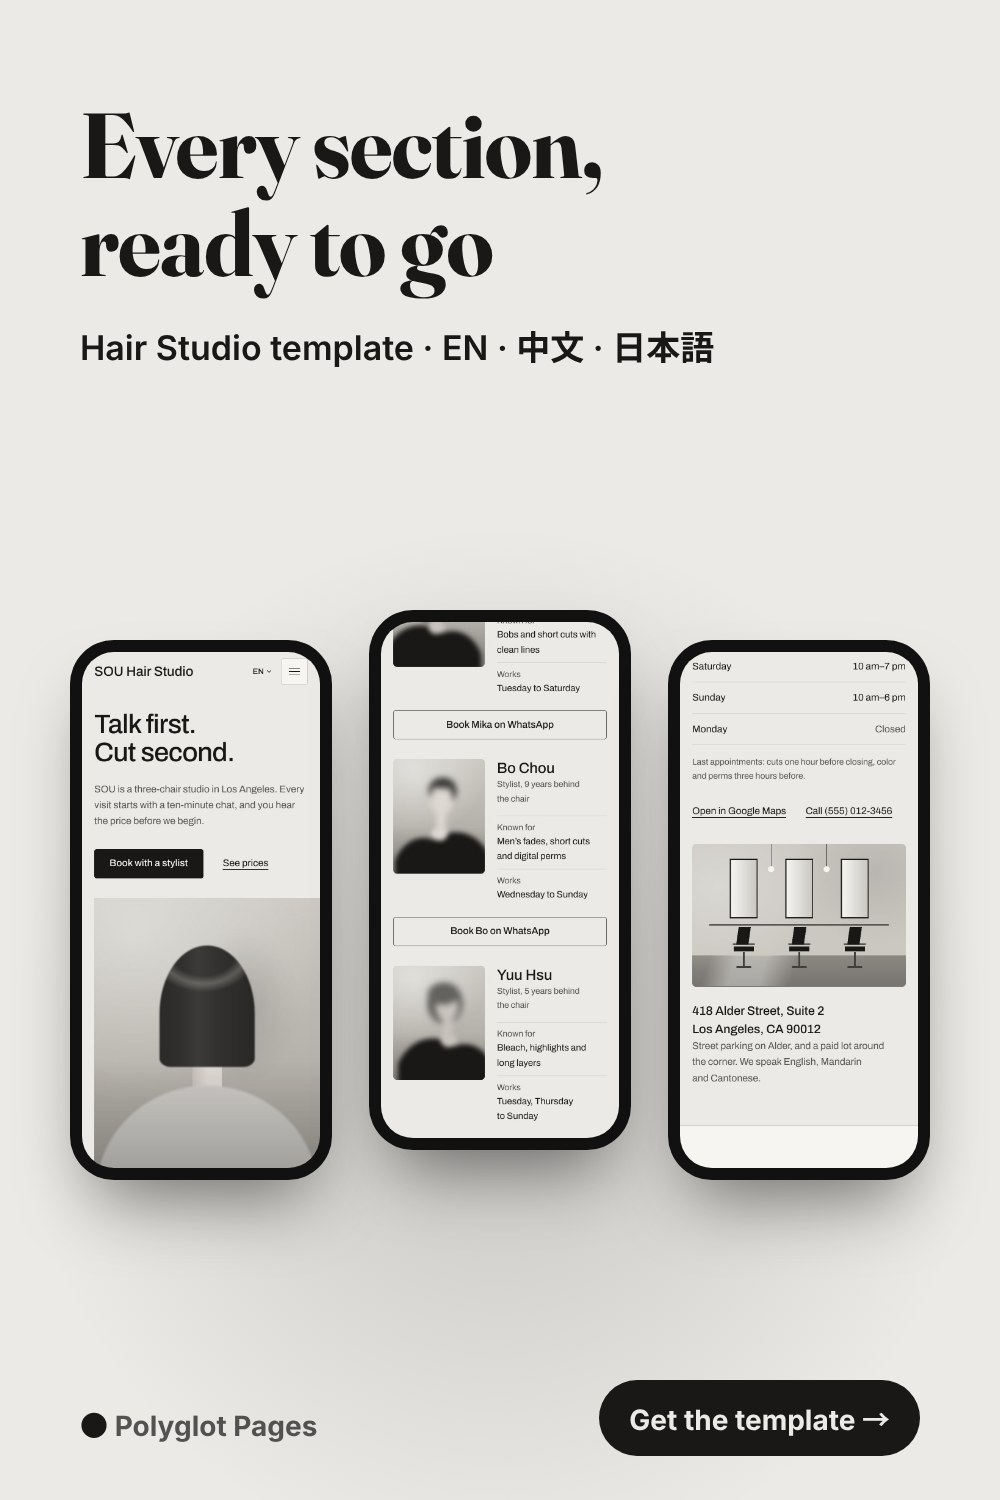 Every section,
ready to go
Hair Studio template · EN · 中文 · 日本語
SOU Hair Studio
EN
Talk first.
Cut second.
SOU is a three-chair studio in Los Angeles. Every
visit starts with a ten-minute chat, and you hear
the price before we begin.
Book with a stylist
See prices
Bobs and short cuts with
clean lines
Works
Tuesday to Saturday
Book Mika on WhatsApp
Bo Chou
Stylist, 9 years behind
the chair
Known for
Men's fades, short cuts
and digital perms
Works
Wednesday to Sunday
Book Bo on WhatsApp
Yuu Hsu
Stylist, 5 years behind
the chair
Known for
Bleach, highlights and
long layers
Works
Tuesday, Thursday
to Sunday
Saturday 10 am–7 pm
Sunday 10 am–6 pm
Monday Closed
Last appointments: cuts one hour before closing, color
and perms three hours before.
Open in Google Maps Call (555) 012-3456
418 Alder Street, Suite 2
Los Angeles, CA 90012
Street parking on Alder, and a paid lot around
the corner. We speak English, Mandarin
and Cantonese.
Polyglot Pages
Get the template →